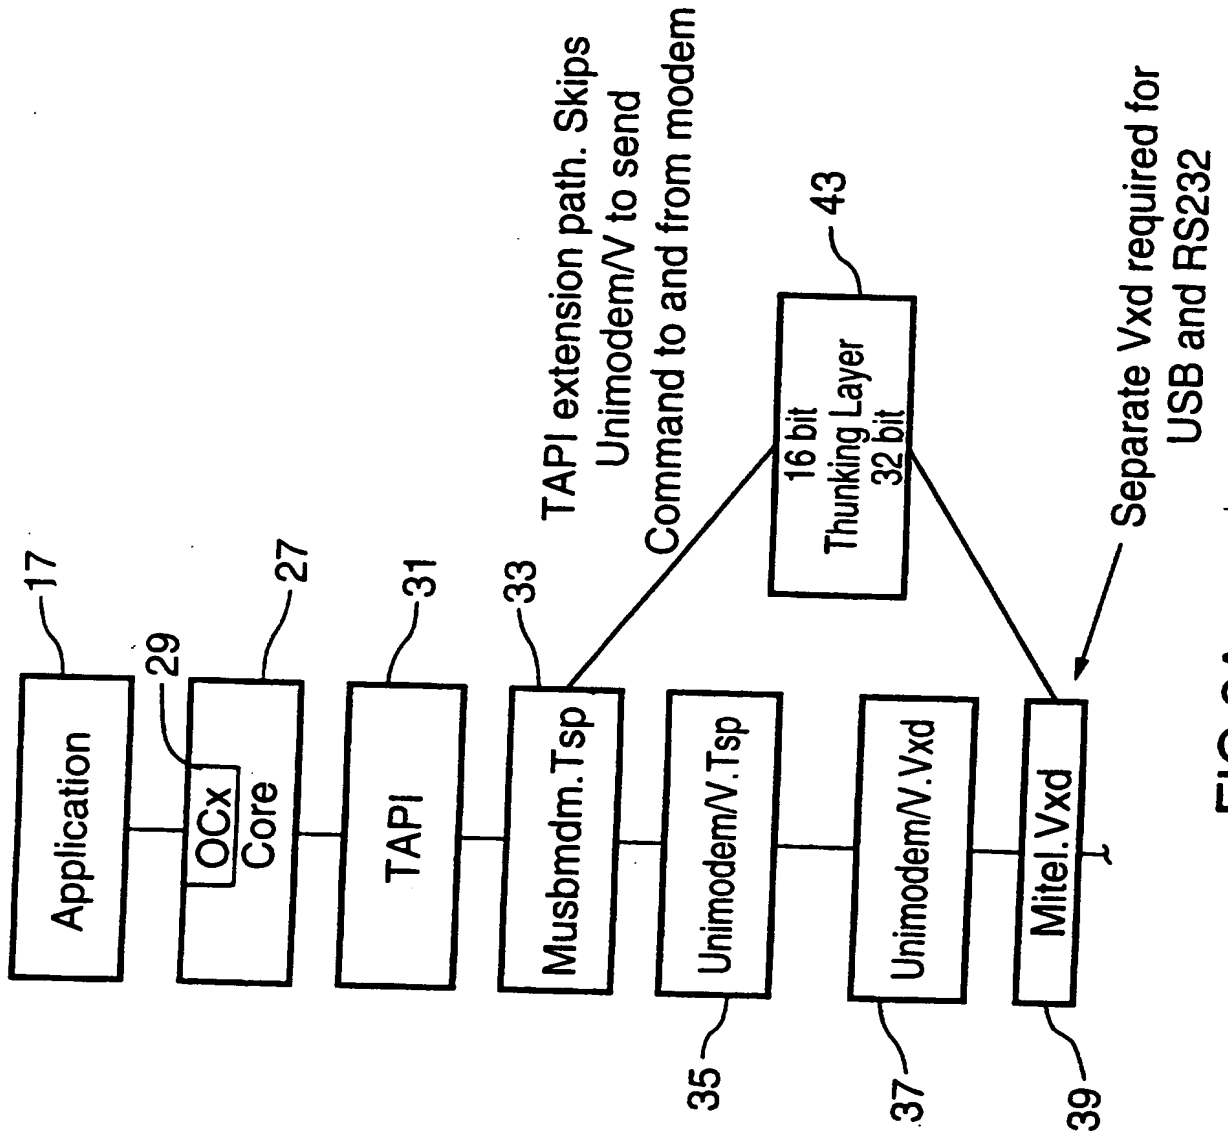 Application
17
29
OCx
Core
27
TAPI
31
Musbmdm.Tsp
33
TAPI extension path. Skips
Unimodem/V to send
Command to and from modem
Unimodem/V.Tsp
35
16 bit
Thunking Layer
32 bit
43
Unimodem/V.Vxd
37
Mitel.Vxd
39
Separate Vxd required for
USB and RS232